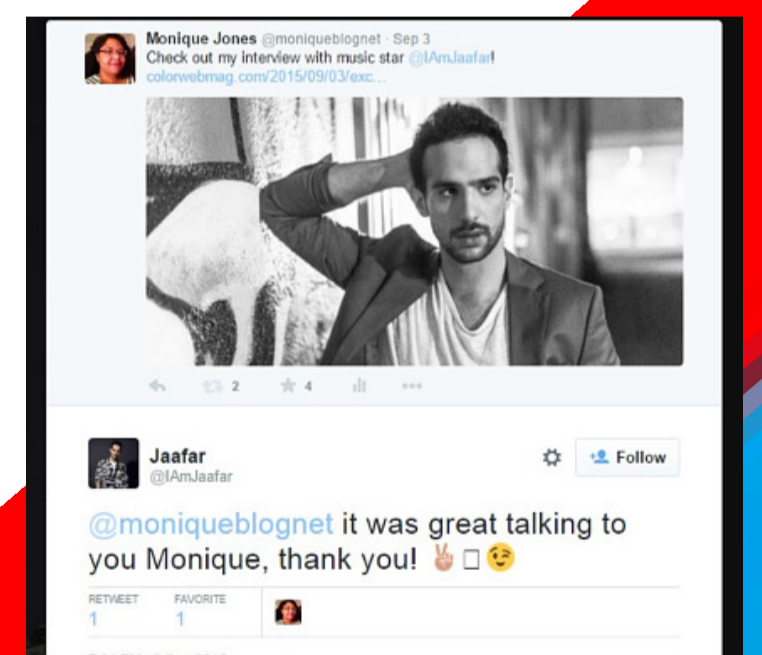 Monique Jones @moniqueblognet · Sep 3
Check out my interview with music star @IAmJaafar!
colorwebmag.com/2015/09/03/exc...
2 4
Jaafar
@IAmJaafar
Follow
@moniqueblognet it was great talking to
you Monique, thank you! ✌️□😉
RETWEET FAVORITE
1 1